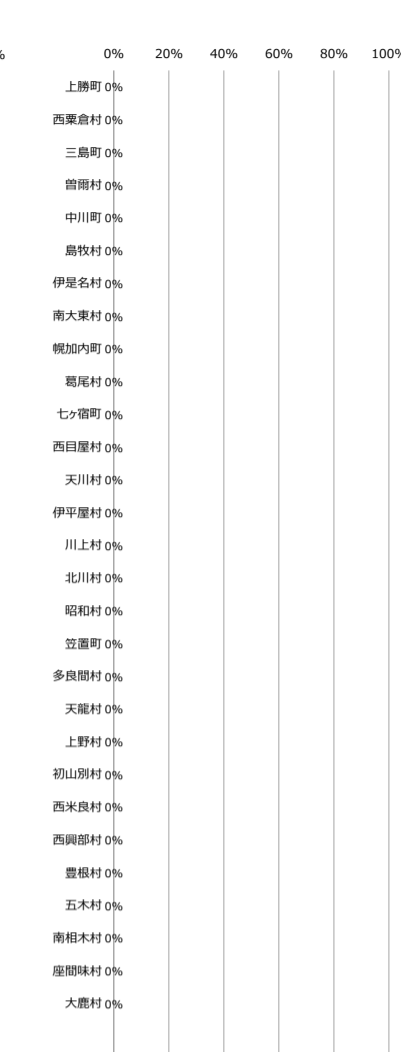 %
0% 20% 40% 60% 80% 100%
上勝町 0%
西粟倉村 0%
三島町 0%
曽爾村 0%
中川町 0%
島牧村 0%
伊是名村 0%
南大東村 0%
幌加内町 0%
葛尾村 0%
七ヶ宿町 0%
西目屋村 0%
天川村 0%
伊平屋村 0%
川上村 0%
北川村 0%
昭和村 0%
笠置町 0%
多良間村 0%
天龍村 0%
上野村 0%
初山別村 0%
西米良村 0%
西興部村 0%
豊根村 0%
五木村 0%
南相木村 0%
座間味村 0%
大鹿村 0%